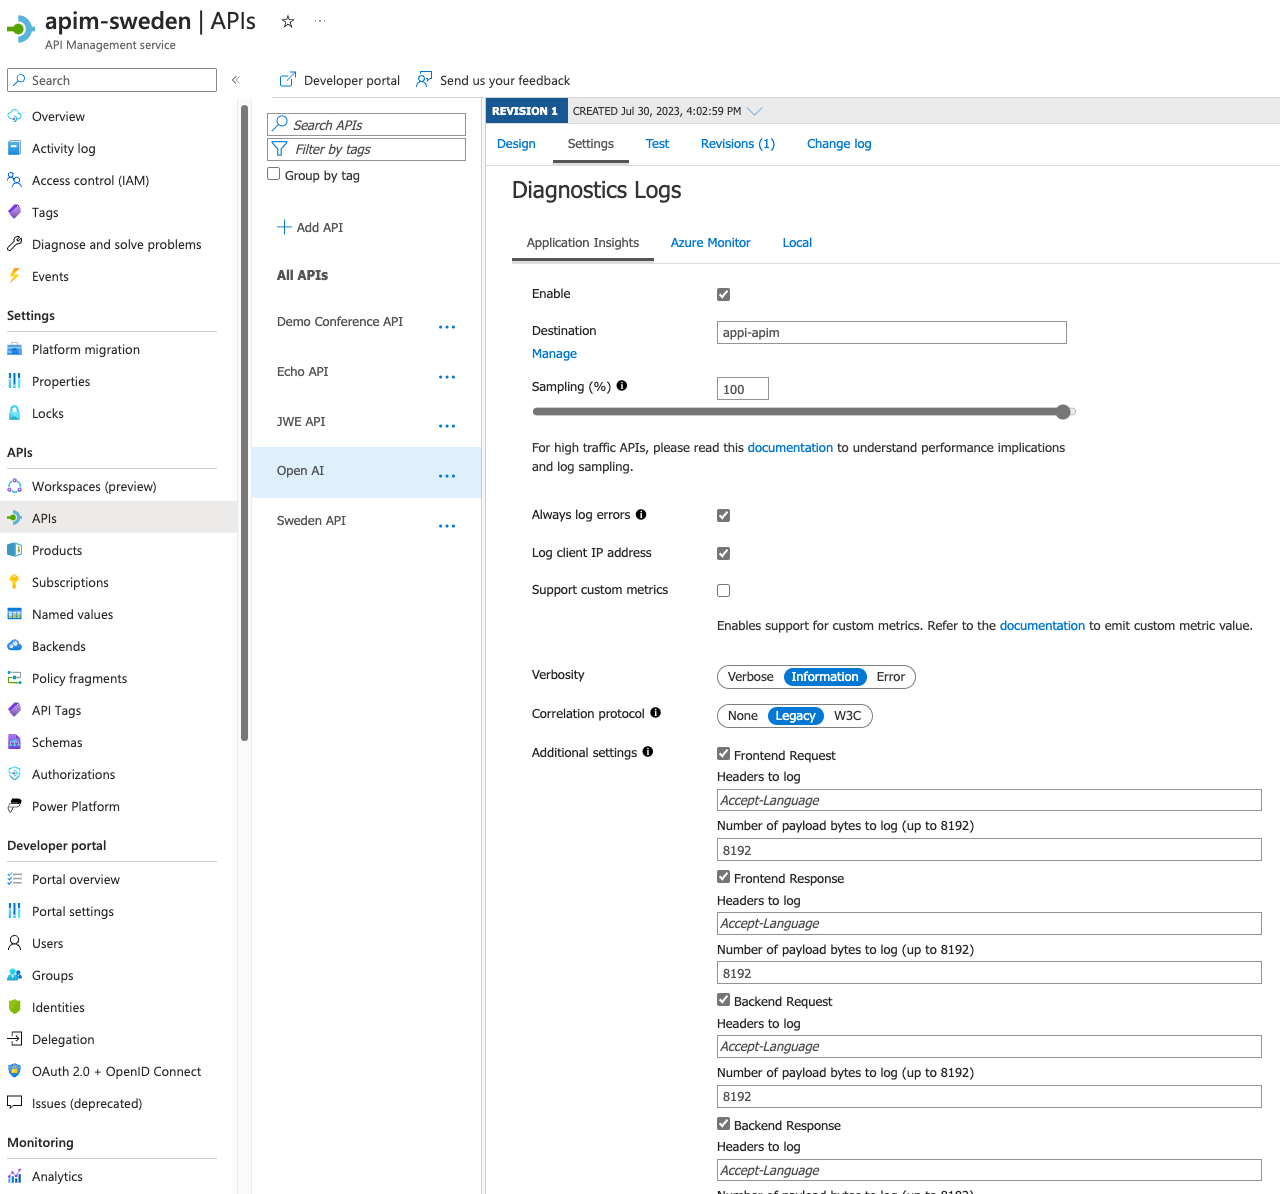 apim-sweden | APIs
API Management service
Search
Overview
Activity log
Access control (IAM)
Tags
Diagnose and solve problems
Events
Settings
Platform migration
Properties
Locks
APIs
Workspaces (preview)
APIs
Products
Subscriptions
Named values
Backends
Policy fragments
API Tags
Schemas
Authorizations
Power Platform
Developer portal
Portal overview
Portal settings
Users
Groups
Identities
Delegation
OAuth 2.0 + OpenID Connect
Issues (deprecated)
Monitoring
Analytics
Developer portal
Send us your feedback
Search APIs
Filter by tags
Group by tag
Add API
All APIs
Demo Conference API
Echo API
JWE API
Open AI
Sweden API
REVISION 1 CREATED Jul 30, 2023, 4:02:59 PM
Design Settings Test Revisions (1) Change log
Diagnostics Logs
Application Insights Azure Monitor Local
Enable
Destination appi-apim
Manage
Sampling (%) 100
For high traffic APIs, please read this documentation to understand performance implications
and log sampling.
Always log errors
Log client IP address
Support custom metrics
Enables support for custom metrics. Refer to the documentation to emit custom metric value.
Verbosity Verbose Information Error
Correlation protocol None Legacy W3C
Additional settings Frontend Request
Headers to log
Accept-Language
Number of payload bytes to log (up to 8192)
8192
Frontend Response
Headers to log
Accept-Language
Number of payload bytes to log (up to 8192)
8192
Backend Request
Headers to log
Accept-Language
Number of payload bytes to log (up to 8192)
8192
Backend Response
Headers to log
Accept-Language
Number of payload bytes to log (up to 8192)